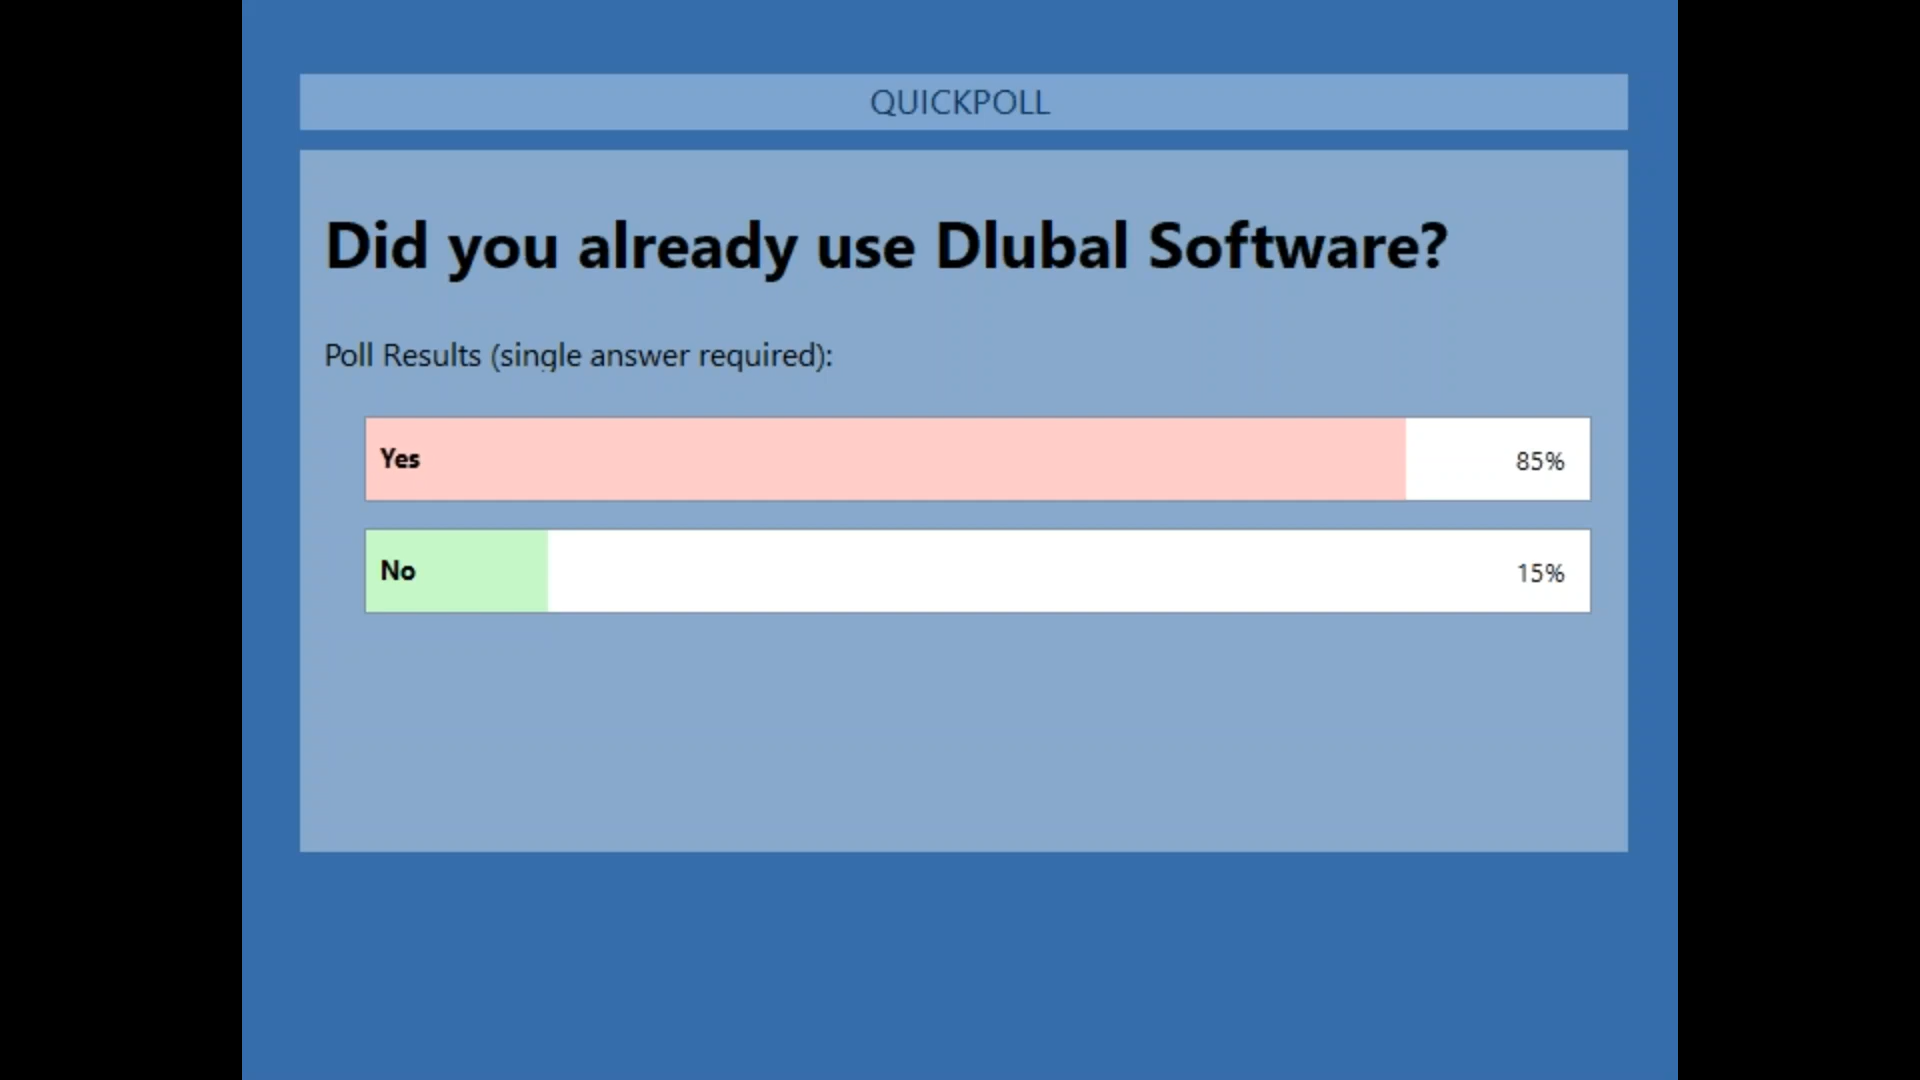 QUICKPOLL
Did you already use Dlubal Software?
Poll Results (single answer required):
Yes 85%
No 15%